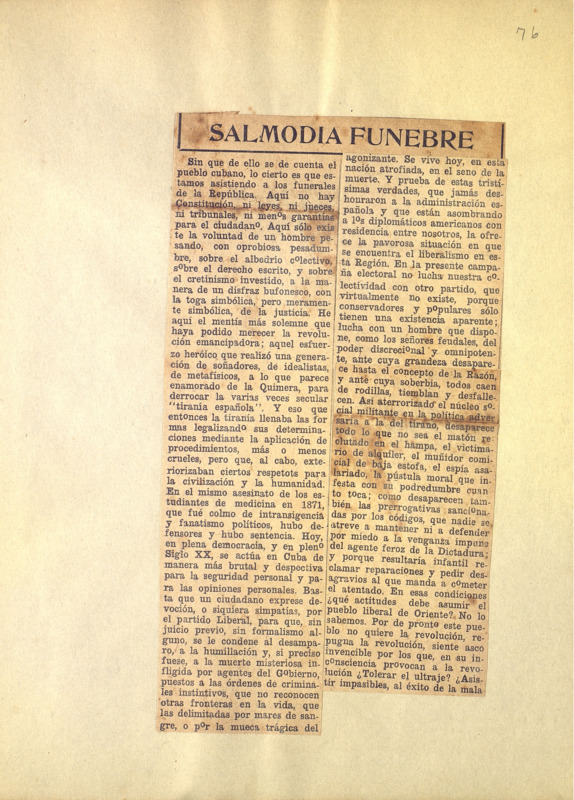 76
SALMODIA FUNEBRE
Sin que de ello se de cuenta el
pueblo cubano, lo cierto es que es-
tamos asistiendo a los funerales
de la República. Aquí no hay
Constitución, ni leyes, ni jueces,
ni tribunales, ni menos garantias
para el ciudadano. Aquí sólo exis
te la voluntad de un hombre pe-
sando, con oprobiosa pesadum-
bre, sobre el albedrio colectivo,
sobre el derecho escrito, y sobre
el cretinismo investido, a la ma-
nera de un disfraz bufonesco, con
la toga simbólica, pero meramen-
te simbólica, de la justicia. He
aquí el mentis más solemne que
haya podido merecer la revolu-
ción emancipadora; aquel esfuer-
zo heróico que realizó una genera-
ción de soñadores, de idealistas,
de metafísicos, a lo que parece
enamorado de la Quimera, para
derrocar la varias veces secular
"tiranía española". Y eso que
entonces la tiranía llenaba las for
mas legalizando sus determina-
ciones mediante la aplicación de
procedimientos, más o menos
crueles, pero que, al cabo, exte-
riorizaban ciertos respetos para
la civilización y la humanidad.
En el mismo asesinato de los es-
tudiantes de medicina en 1871,
que fué colmo de intransigencia
y fanatismo políticos, hubo de-
fensores y hubo sentencia. Hoy,
en plena democracia, y en pleno
Siglo XX, se actúa en Cuba de
manera más brutal y despectiva
para la seguridad personal y pa-
ra las opiniones personales. Bas-
ta que un ciudadano exprese de-
voción, o siquiera simpatías, por
el partido Liberal, para que, sin
juicio previo, sin formalismo al-
guno, se le condene al desampa-
ro, a la humillación y, si preciso
fuese, a la muerte misteriosa in-
fligida por agentes del Gobierno,
puestos a las órdenes de crimina-
les instintivos, que no reconocen
otras fronteras en la vida, que
las delimitadas por mares de san-
gre, o por la mueca trágica del
agonizante. Se vive hoy, en esta
nación atrofiada, en el seno de la
muerte. Y prueba de estas tristí-
simas verdades, que jamás des-
honraron a la administración es-
pañola y que están asombrando
a los diplomáticos americanos con
residencia entre nosotros, la ofre-
ce la pavorosa situación en que
se encuentra el liberalismo en es-
ta Región. En la presente campa-
ña electoral no lucha nuestra co-
lectividad con otro partido, que
virtualmente no existe, porque
conservadores y populares sólo
tienen una existencia aparente;
lucha con un hombre que dispo-
ne, como los señores feudales, del
poder discrecional y omnipoten-
te, ante cuya grandeza desapare-
ce hasta el concepto de la Razón,
y ante cuya soberbia, todos caen
de rodillas, tiemblan y desfalle-
cen. Así aterrorizado el núcleo so-
cial militante en la política adver
saria a la del tirano, desaparece
todo lo que no sea el matón re-
clutado en el hampa, el victima-
rio de alquiler, el muñidor comi-
cial de baja estofa, el espía asa-
lariado, la pústula moral que in-
festa con su podredumbre cuan
to toca; como desaparecen tam-
bién las prerrogativas sanciona-
das por los códigos, que nadie se
atreve a mantener ni a defender
por miedo a la venganza impune
del agente feroz de la Dictadura;
y porque resultaría infantil re-
clamar reparaciones y pedir des-
agravios al que manda a cometer
el atentado. En esas condiciones
¿qué actitudes debe asumir el
pueblo liberal de Oriente? No lo
sabemos. Por de pronto este pue-
blo no quiere la revolución, re-
pugna la revolución, siente asco
invencible por los que, en su in-
consciencia provocan a la revo-
lución ¿Tolerar el ultraje? ¿Asis-
tir impasibles, al éxito de la mala